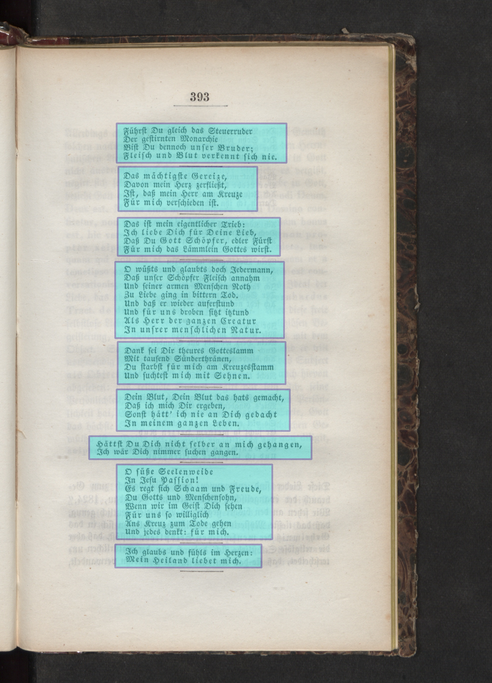 393
Führst Du gleich das Steuerruder
Der gestirnten Monarchie
Bist Du dennoch unser Bruder;
Fleisch und Blut verkennt sich nie.
Das mächtigste Gereize,
Davon mein Herz zerfließt,
Ist, daß mein Herr am Kreuze
Für mich verschieden ist.
Das ist mein eigentlicher Trieb:
Ich liebe Dich für Deine Lieb,
Daß Du Gott Schöpfer, edler Fürst
Für mich das Lämmlein Gottes wirst.
O wüßts und glaubts doch Jedermann,
Daß unser Schöpfer Fleisch annahm
Und seiner armen Menschen Noth
Zu Liebe ging in bittern Tod,
Und daß er wieder auferstund
Und für uns droben sitzt itzund
Als Herr der ganzen Creatur
In unsrer menschlichen Natur.
Dank sei Dir theures Gotteslamm
Mit tausend Sünderthränen,
Du starbst für mich am Kreuzesstamm
Und suchtest mich mit Sehnen.
Dein Blut, Dein Blut das hats gemacht,
Daß ich mich Dir ergeben,
Sonst hätt' ich nie an Dich gedacht
In meinem ganzen Leben.
Hättst Du Dich nicht selber an mich gehangen,
Ich wär Dich nimmer suchen gangen.
O süße Seelenweide
In Jesu Passion!
Es regt sich Schaam und Freude,
Du Gotts und Menschensohn,
Wenn wir im Geist Dich sehen
Für uns so williglich
Ans Kreuz zum Tode gehen
Und jedes denkt: für mich.
Ich glaubs und fühls im Herzen:
Mein Heiland liebet mich.